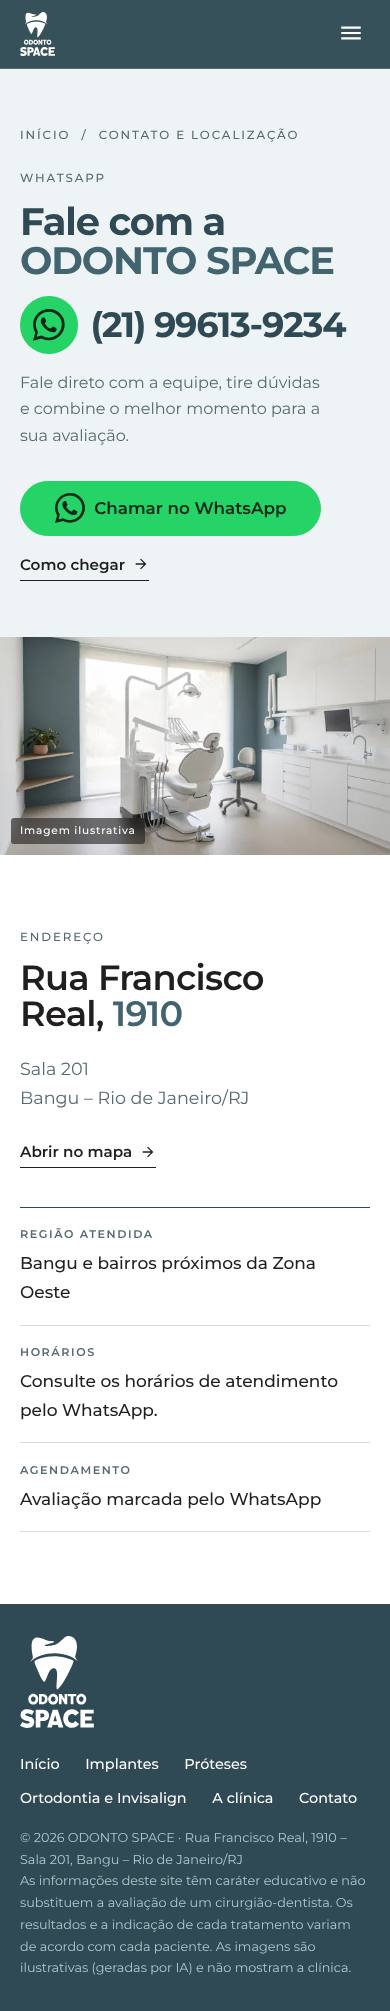 ODONTO
SPACE
INÍCIO / CONTATO E LOCALIZAÇÃO
WHATSAPP
Fale com a
ODONTO SPACE
(21) 99613-9234
Fale direto com a equipe, tire dúvidas
e combine o melhor momento para a
sua avaliação.
Chamar no WhatsApp
Como chegar →
Imagem ilustrativa
ENDEREÇO
Rua Francisco
Real, 1910
Sala 201
Bangu – Rio de Janeiro/RJ
Abrir no mapa →
REGIÃO ATENDIDA
Bangu e bairros próximos da Zona
Oeste
HORÁRIOS
Consulte os horários de atendimento
pelo WhatsApp.
AGENDAMENTO
Avaliação marcada pelo WhatsApp
ODONTO
SPACE
Início Implantes Próteses
Ortodontia e Invisalign A clínica Contato
© 2026 ODONTO SPACE · Rua Francisco Real, 1910 –
Sala 201, Bangu – Rio de Janeiro/RJ
As informações deste site têm caráter educativo e não
substituem a avaliação de um cirurgião-dentista. Os
resultados e a indicação de cada tratamento variam
de acordo com cada paciente. As imagens são
ilustrativas (geradas por IA) e não mostram a clínica.